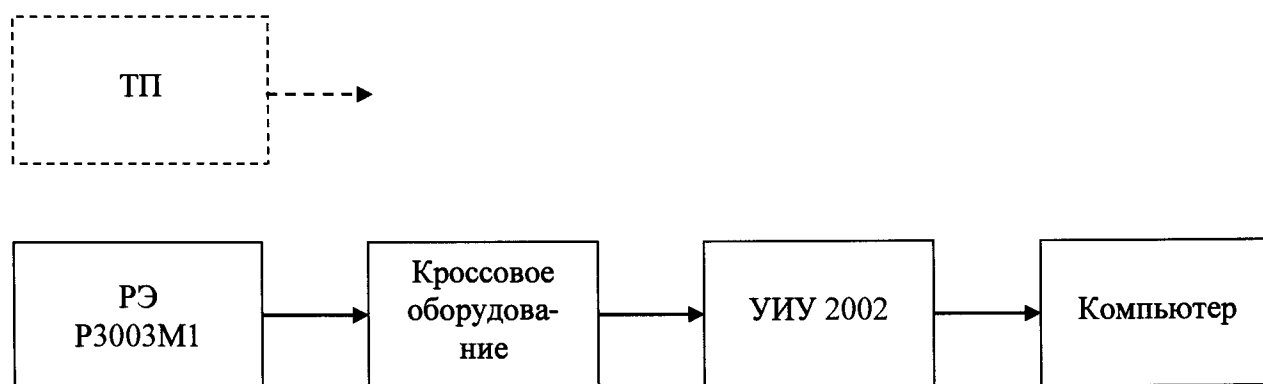 ТП
РЭ
Р3003М1
Кроссовое
оборудова-
ние
УИУ 2002
Компьютер